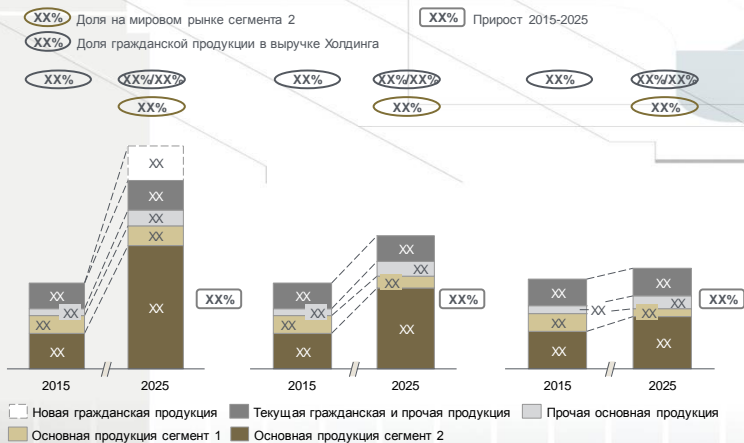 XX% Доля на мировом рынке сегмента 2
XX% Прирост 2015-2025
XX% Доля гражданской продукции в выручке Холдинга
XX% XX%/XX% XX% XX%/XX% XX% XX%/XX%
XX% XX% XX%
XX
XX
XX
XX
XX
XX
XX
XX
XX
XX%
2015 2025
XX
XX
XX
XX
XX
XX
XX
XX
XX%
2015 2025
XX
XX
XX
XX
XX
XX
XX
XX
XX%
2015 2025
Новая гражданская продукция Текущая гражданская и прочая продукция Прочая основная продукция
Основная продукция сегмент 1 Основная продукция сегмент 2